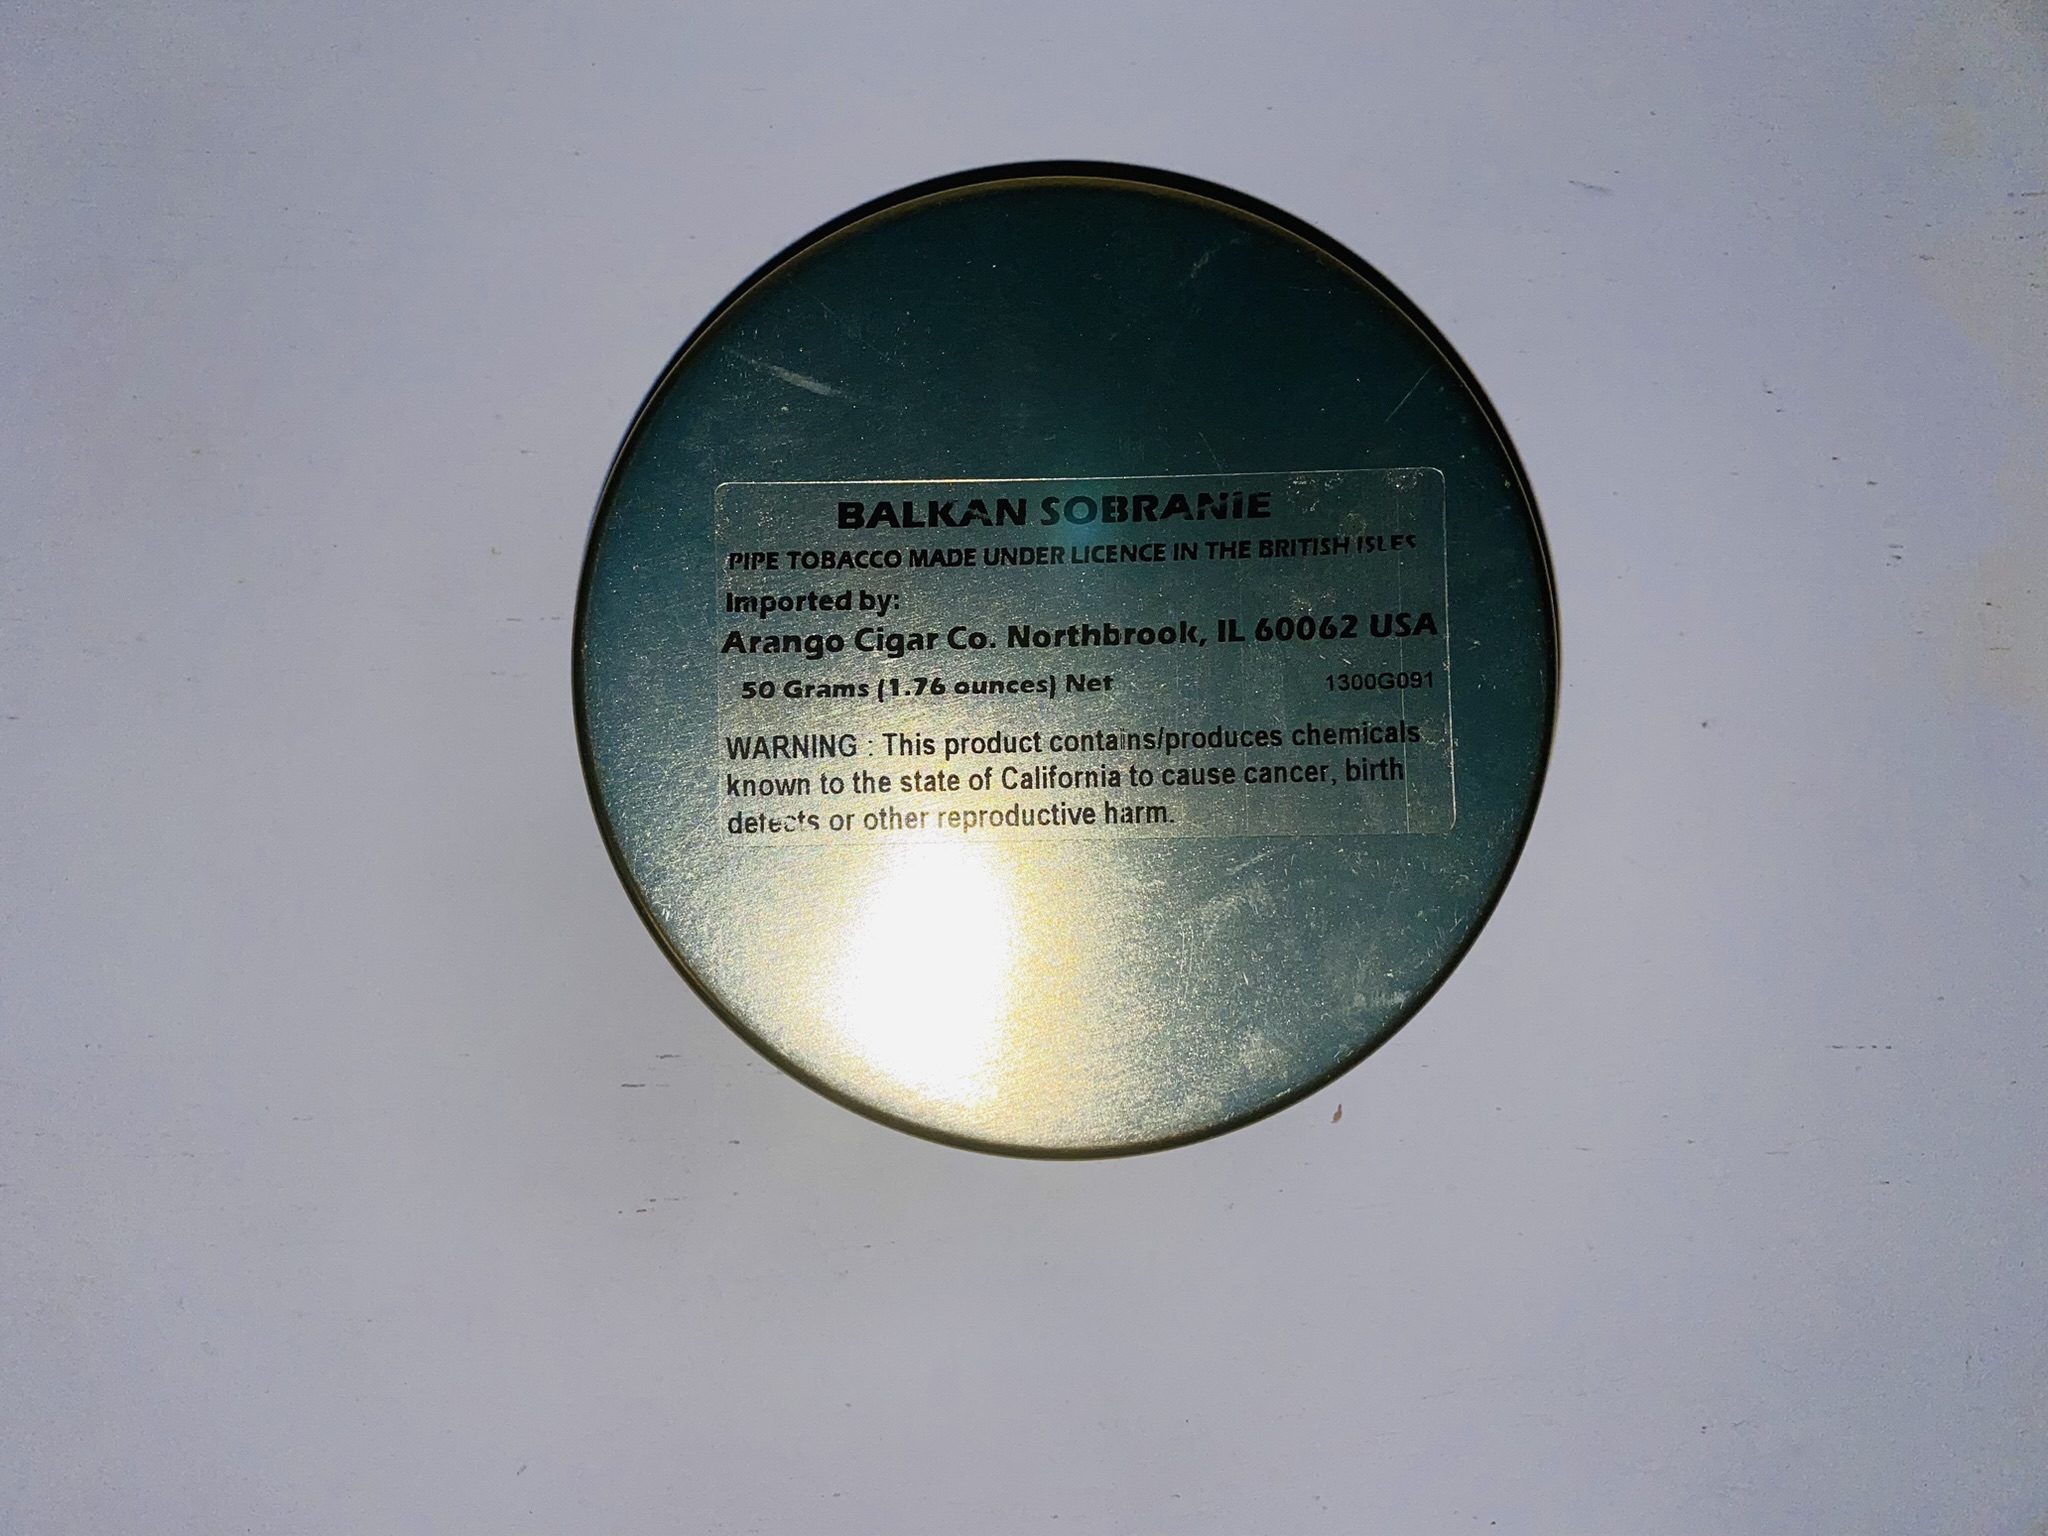 BALKAN SOBRANIE
PIPE TOBACCO MADE UNDER LICENCE IN THE BRITISH ISLES
Imported by:
Arango Cigar Co. Northbrook, IL 60062 USA
50 Grams (1.76 ounces) Net 1300G091
WARNING : This product contains/produces chemicals
known to the state of California to cause cancer, birth
defects or other reproductive harm.